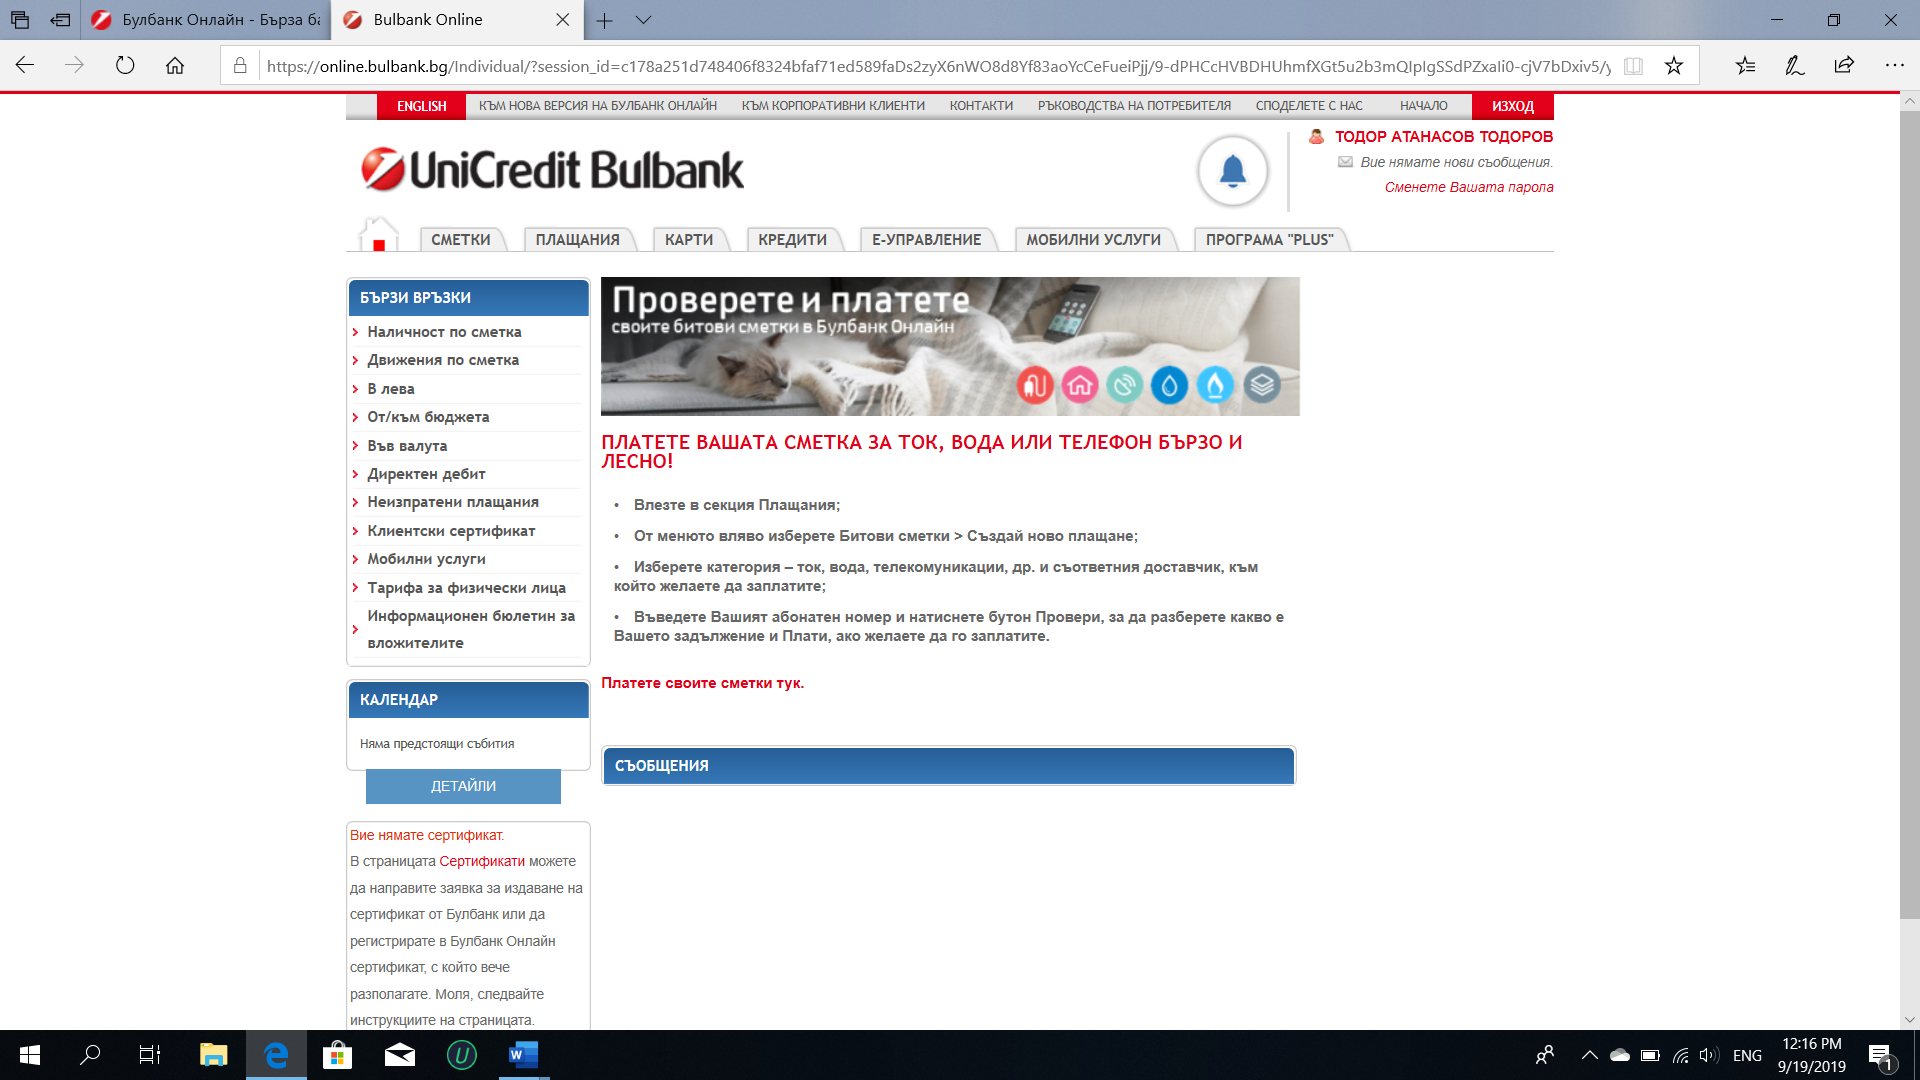 Булбанк Онлайн - Бърза ба
Bulbank Online
https://online.bulbank.bg/Individual/?session_id=c178a251d748406f8324bfaf71ed589faDs2zyX6nWO8d8Yf83aoYcCeFueiPjj/9-dPHCcHVBDHUhmfXGt5u2b3mQIpIgSSdPZxaIi0-cjV7bDxiv5/y
ENGLISH КЪМ НОВА ВЕРСИЯ НА БУЛБАНК ОНЛАЙН КЪМ КОРПОРАТИВНИ КЛИЕНТИ КОНТАКТИ РЪКОВОДСТВА НА ПОТРЕБИТЕЛЯ СПОДЕЛЕТЕ С НАС НАЧАЛО ИЗХОД
ТОДОР АТАНАСОВ ТОДОРОВ
Вие нямате нови съобщения.
Сменете Вашата парола
UniCredit Bulbank
СМЕТКИ ПЛАЩАНИЯ КАРТИ КРЕДИТИ Е-УПРАВЛЕНИЕ МОБИЛНИ УСЛУГИ ПРОГРАМА "PLUS"
БЪРЗИ ВРЪЗКИ
Наличност по сметка
Движения по сметка
В лева
От/към бюджета
Във валута
Директен дебит
Неизпратени плащания
Клиентски сертификат
Мобилни услуги
Тарифа за физически лица
Информационен бюлетин за
вложителите
КАЛЕНДАР
Няма предстоящи събития
ДЕТАЙЛИ
Вие нямате сертификат.
В страницата Сертификати можете
да направите заявка за издаване на
сертификат от Булбанк или да
регистрирате в Булбанк Онлайн
сертификат, с който вече
разполагате. Моля, следвайте
инструкциите на страницата.
Проверете и платете
своите битови сметки в Булбанк Онлайн
ПЛАТЕТЕ ВАШАТА СМЕТКА ЗА ТОК, ВОДА ИЛИ ТЕЛЕФОН БЪРЗО И
ЛЕСНО!
• Влезте в секция Плащания;
• От менюто вляво изберете Битови сметки > Създай ново плащане;
• Изберете категория – ток, вода, телекомуникации, др. и съответния доставчик, към
който желаете да заплатите;
• Въведете Вашият абонатен номер и натиснете бутон Провери, за да разберете какво е
Вашето задължение и Плати, ако желаете да го заплатите.
Платете своите сметки тук.
СЪОБЩЕНИЯ
ENG
12:16 PM
9/19/2019
1